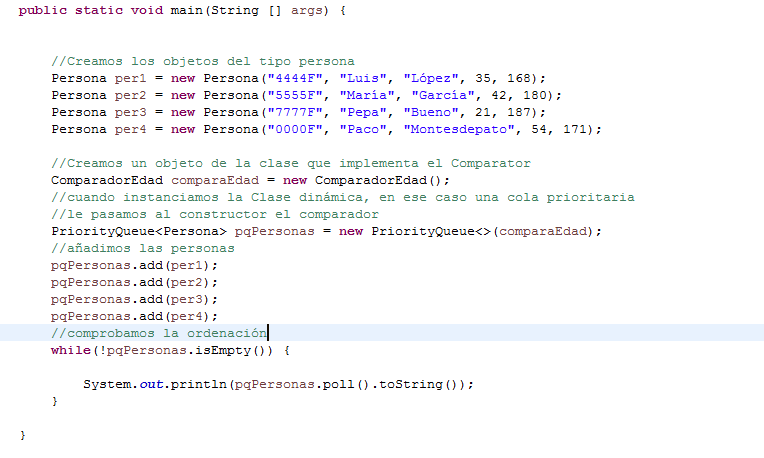 public static void main(String [] args) {
//Creamos los objetos del tipo persona
Persona per1 = new Persona("4444F", "Luis", "López", 35, 168);
Persona per2 = new Persona("5555F", "María", "García", 42, 180);
Persona per3 = new Persona("7777F", "Pepa", "Bueno", 21, 187);
Persona per4 = new Persona("0000F", "Paco", "Montesdepato", 54, 171);
//Creamos un objeto de la clase que implementa el Comparator
ComparadorEdad comparaEdad = new ComparadorEdad();
//cuando instanciamos la Clase dinámica, en ese caso una cola prioritaria
//le pasamos al constructor el comparador
PriorityQueue<Persona> pqPersonas = new PriorityQueue<>(comparaEdad);
//añadimos las personas
pqPersonas.add(per1);
pqPersonas.add(per2);
pqPersonas.add(per3);
pqPersonas.add(per4);
//comprobamos la ordenación
while(!pqPersonas.isEmpty()) {
System.out.println(pqPersonas.poll().toString());
}
}